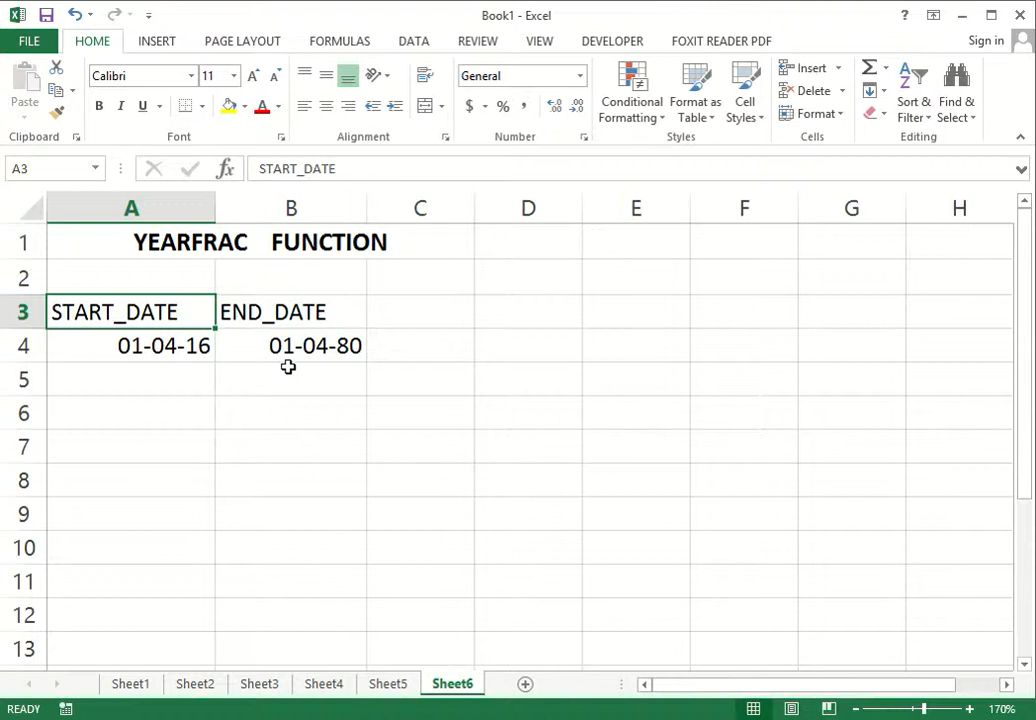 Book1 - Excel
?
FILE HOME INSERT PAGE LAYOUT FORMULAS DATA REVIEW VIEW DEVELOPER FOXIT READER PDF Sign in
Paste
Calibri 11
B I U A
General
$ % ,
Conditional Formatting
Format as Table
Cell Styles
Insert
Delete
Format
Sort & Filter
Find & Select
Clipboard Font Alignment Number Styles Cells Editing
A3 fx START_DATE
A B C D E F G H
1 YEARFRAC FUNCTION
2
3 START_DATE END_DATE
4 01-04-16 01-04-80
5
6
7
8
9
10
11
12
13
Sheet1 Sheet2 Sheet3 Sheet4 Sheet5 Sheet6
READY 170%